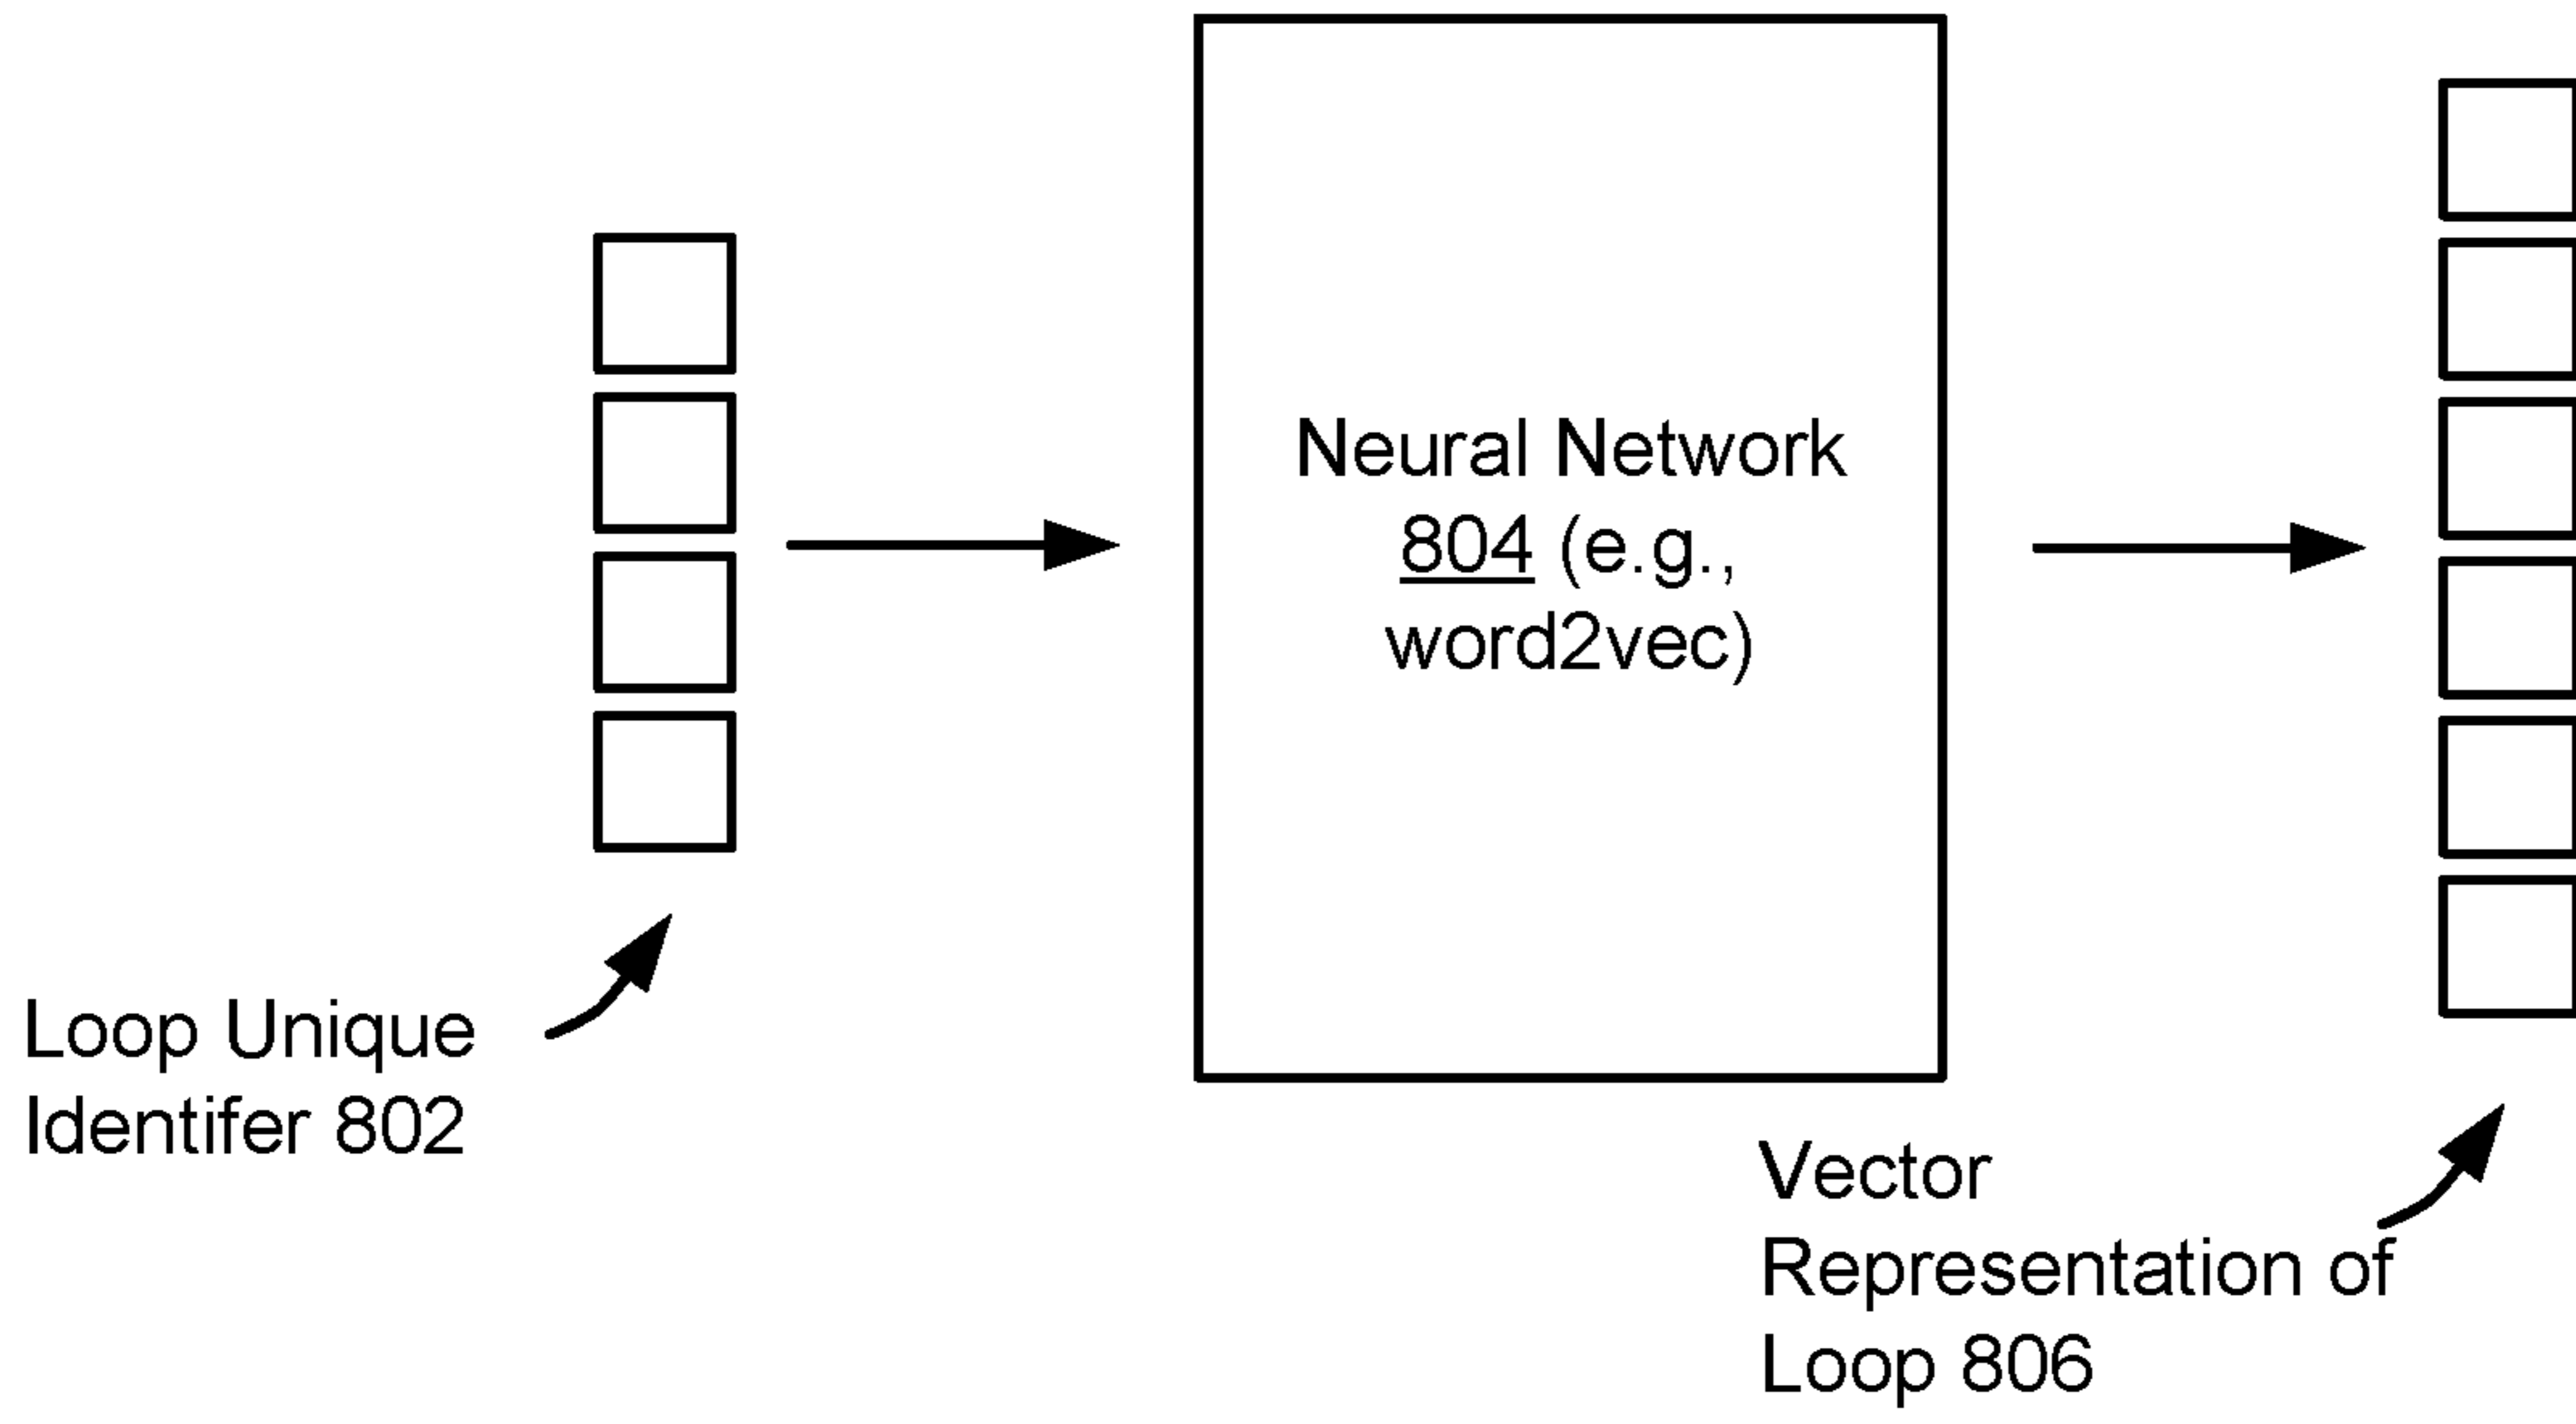 Neural Network
804 (e.g.,
word2vec)
Loop Unique
Identifer 802
Vector
Representation of
Loop 806